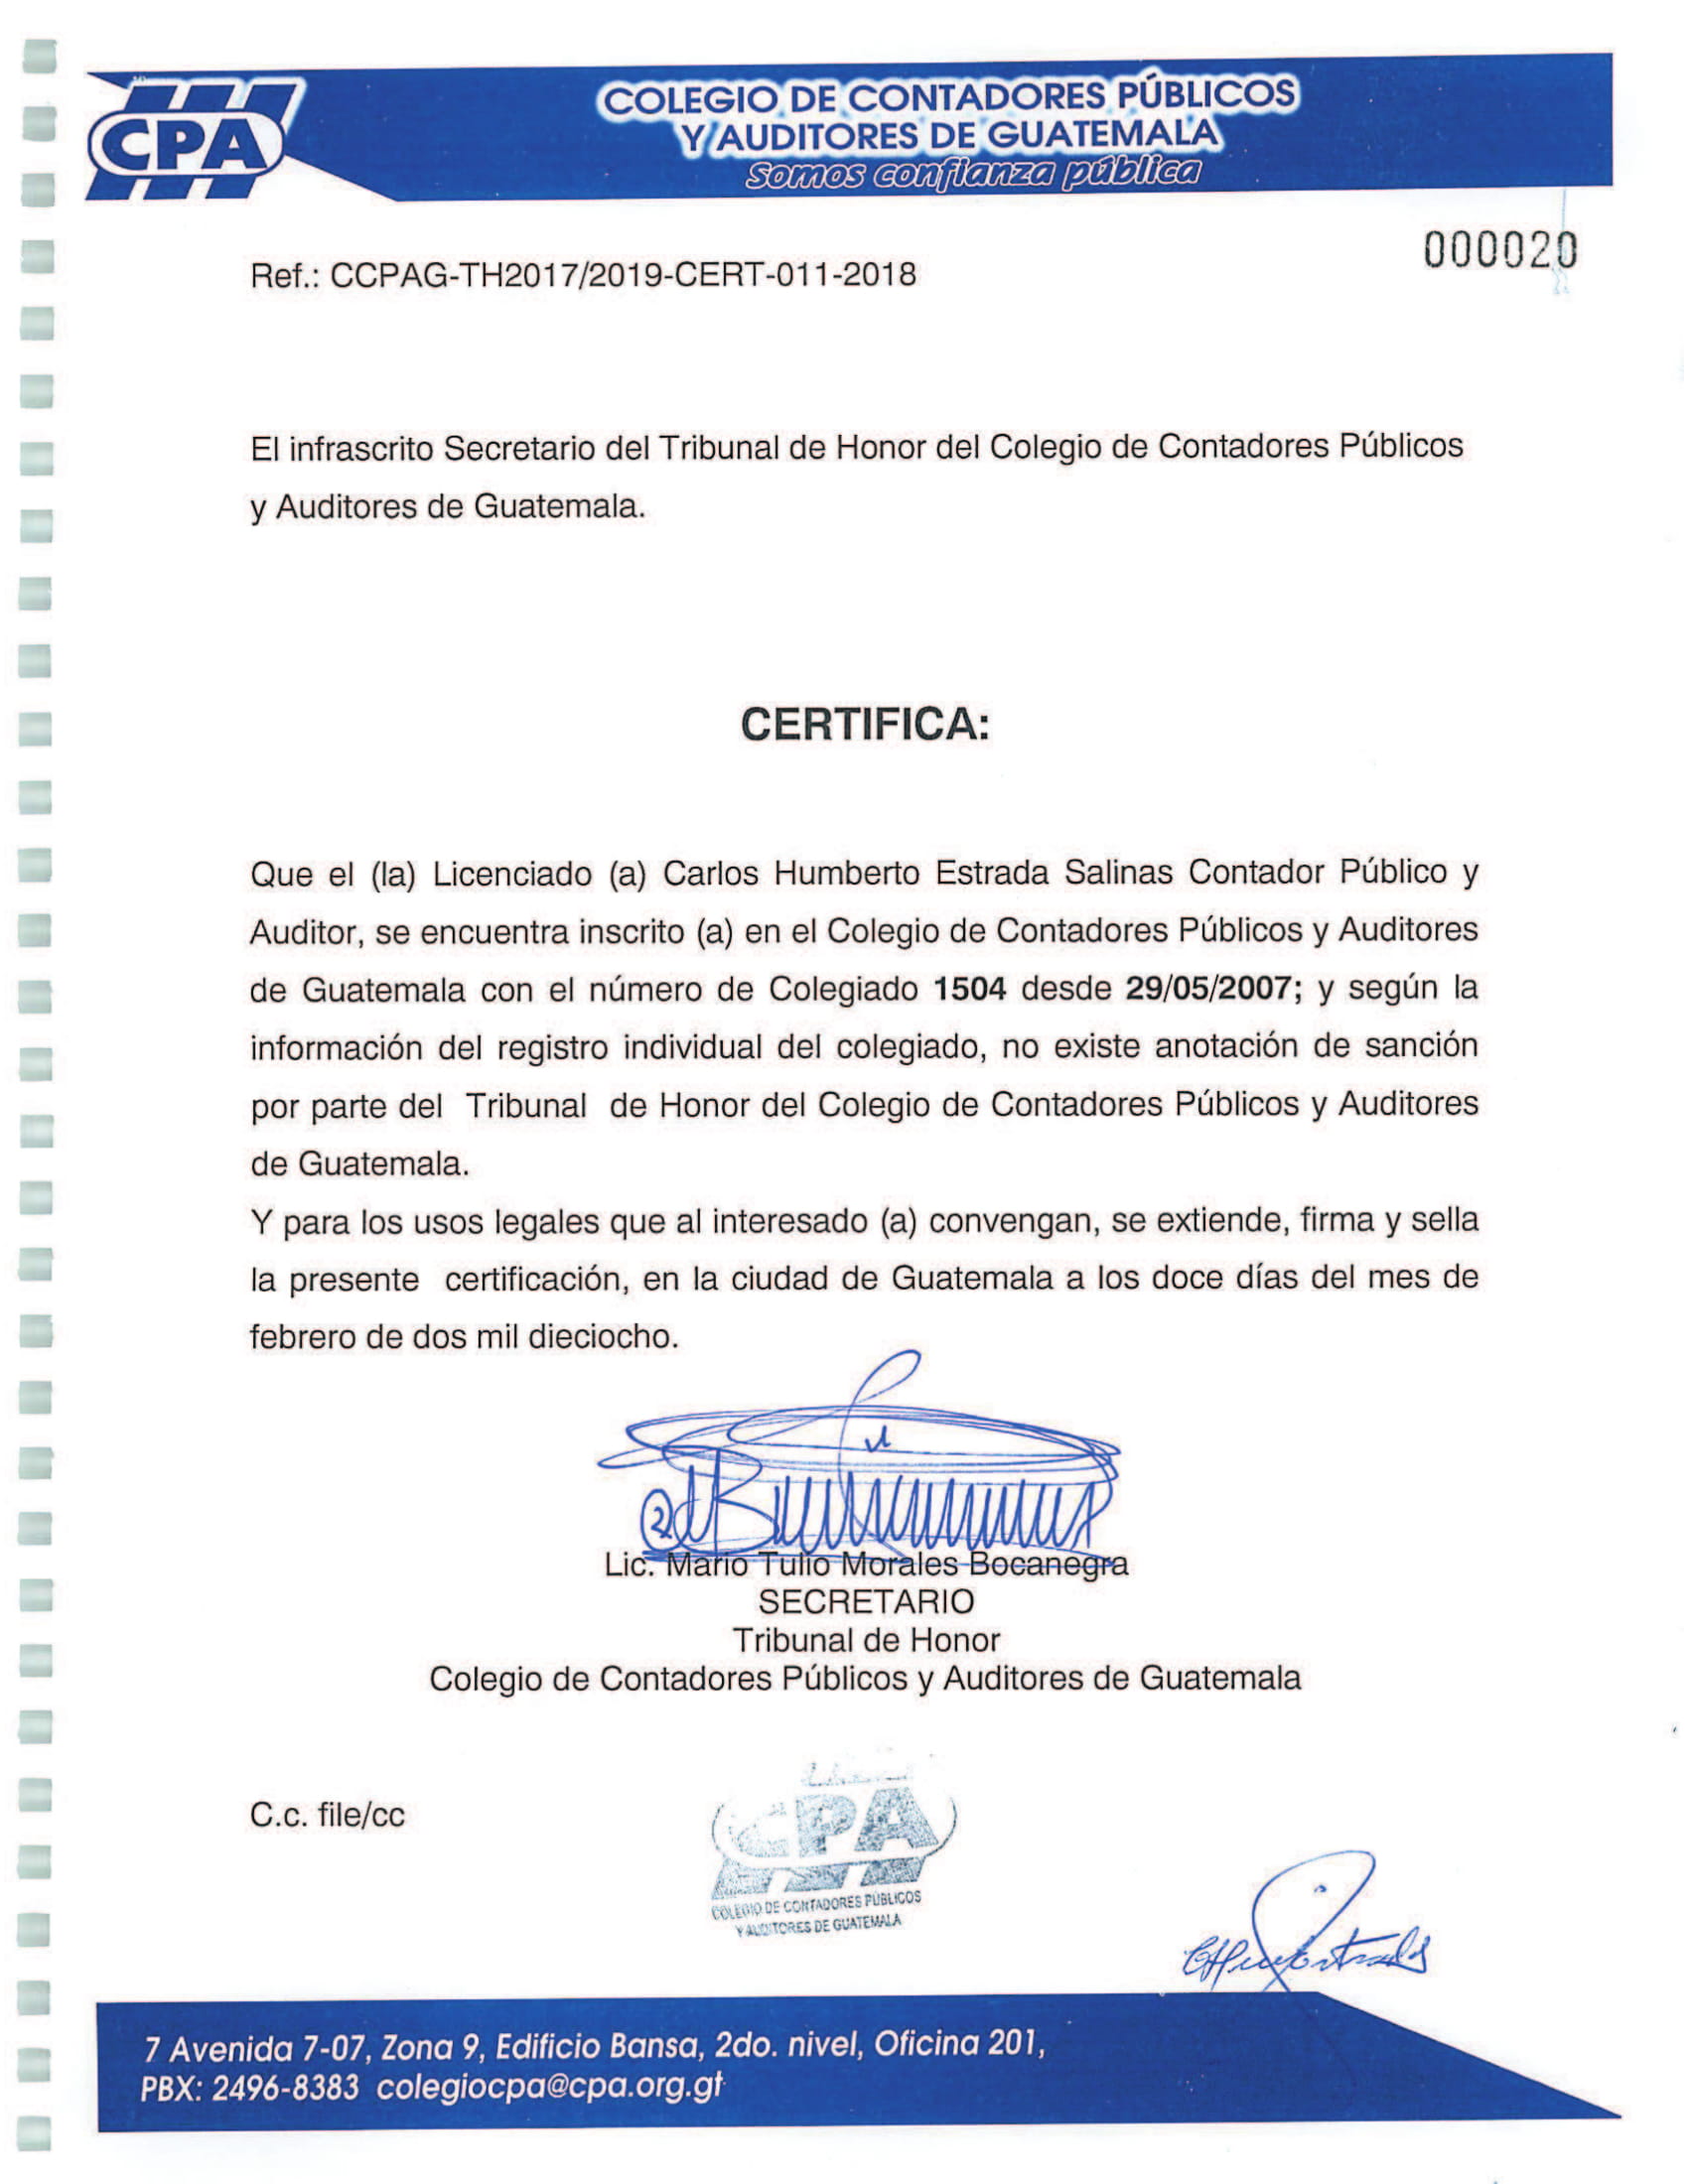 CPA
COLEGIO DE CONTADORES PÚBLICOS
Y AUDITORES DE GUATEMALA
Somos confianza pública
000020
Ref.: CCPAG-TH2017/2019-CERT-011-2018
El infrascrito Secretario del Tribunal de Honor del Colegio de Contadores Públicos
y Auditores de Guatemala.
CERTIFICA:
Que el (la) Licenciado (a) Carlos Humberto Estrada Salinas Contador Público y
Auditor, se encuentra inscrito (a) en el Colegio de Contadores Públicos y Auditores
de Guatemala con el número de Colegiado 1504 desde 29/05/2007; y según la
información del registro individual del colegiado, no existe anotación de sanción
por parte del Tribunal de Honor del Colegio de Contadores Públicos y Auditores
de Guatemala.
Y para los usos legales que al interesado (a) convengan, se extiende, firma y sella
la presente certificación, en la ciudad de Guatemala a los doce días del mes de
febrero de dos mil dieciocho.
Lic. Mario Tulio Morales Bocanegra
SECRETARIO
Tribunal de Honor
Colegio de Contadores Públicos y Auditores de Guatemala
C.c. file/cc
CPA
COLEGIO DE CONTADORES PÚBLICOS
Y AUDITORES DE GUATEMALA
7 Avenida 7-07, Zona 9, Edificio Bansa, 2do. nivel, Oficina 201,
PBX: 2496-8383 colegiocpa@cpa.org.gt